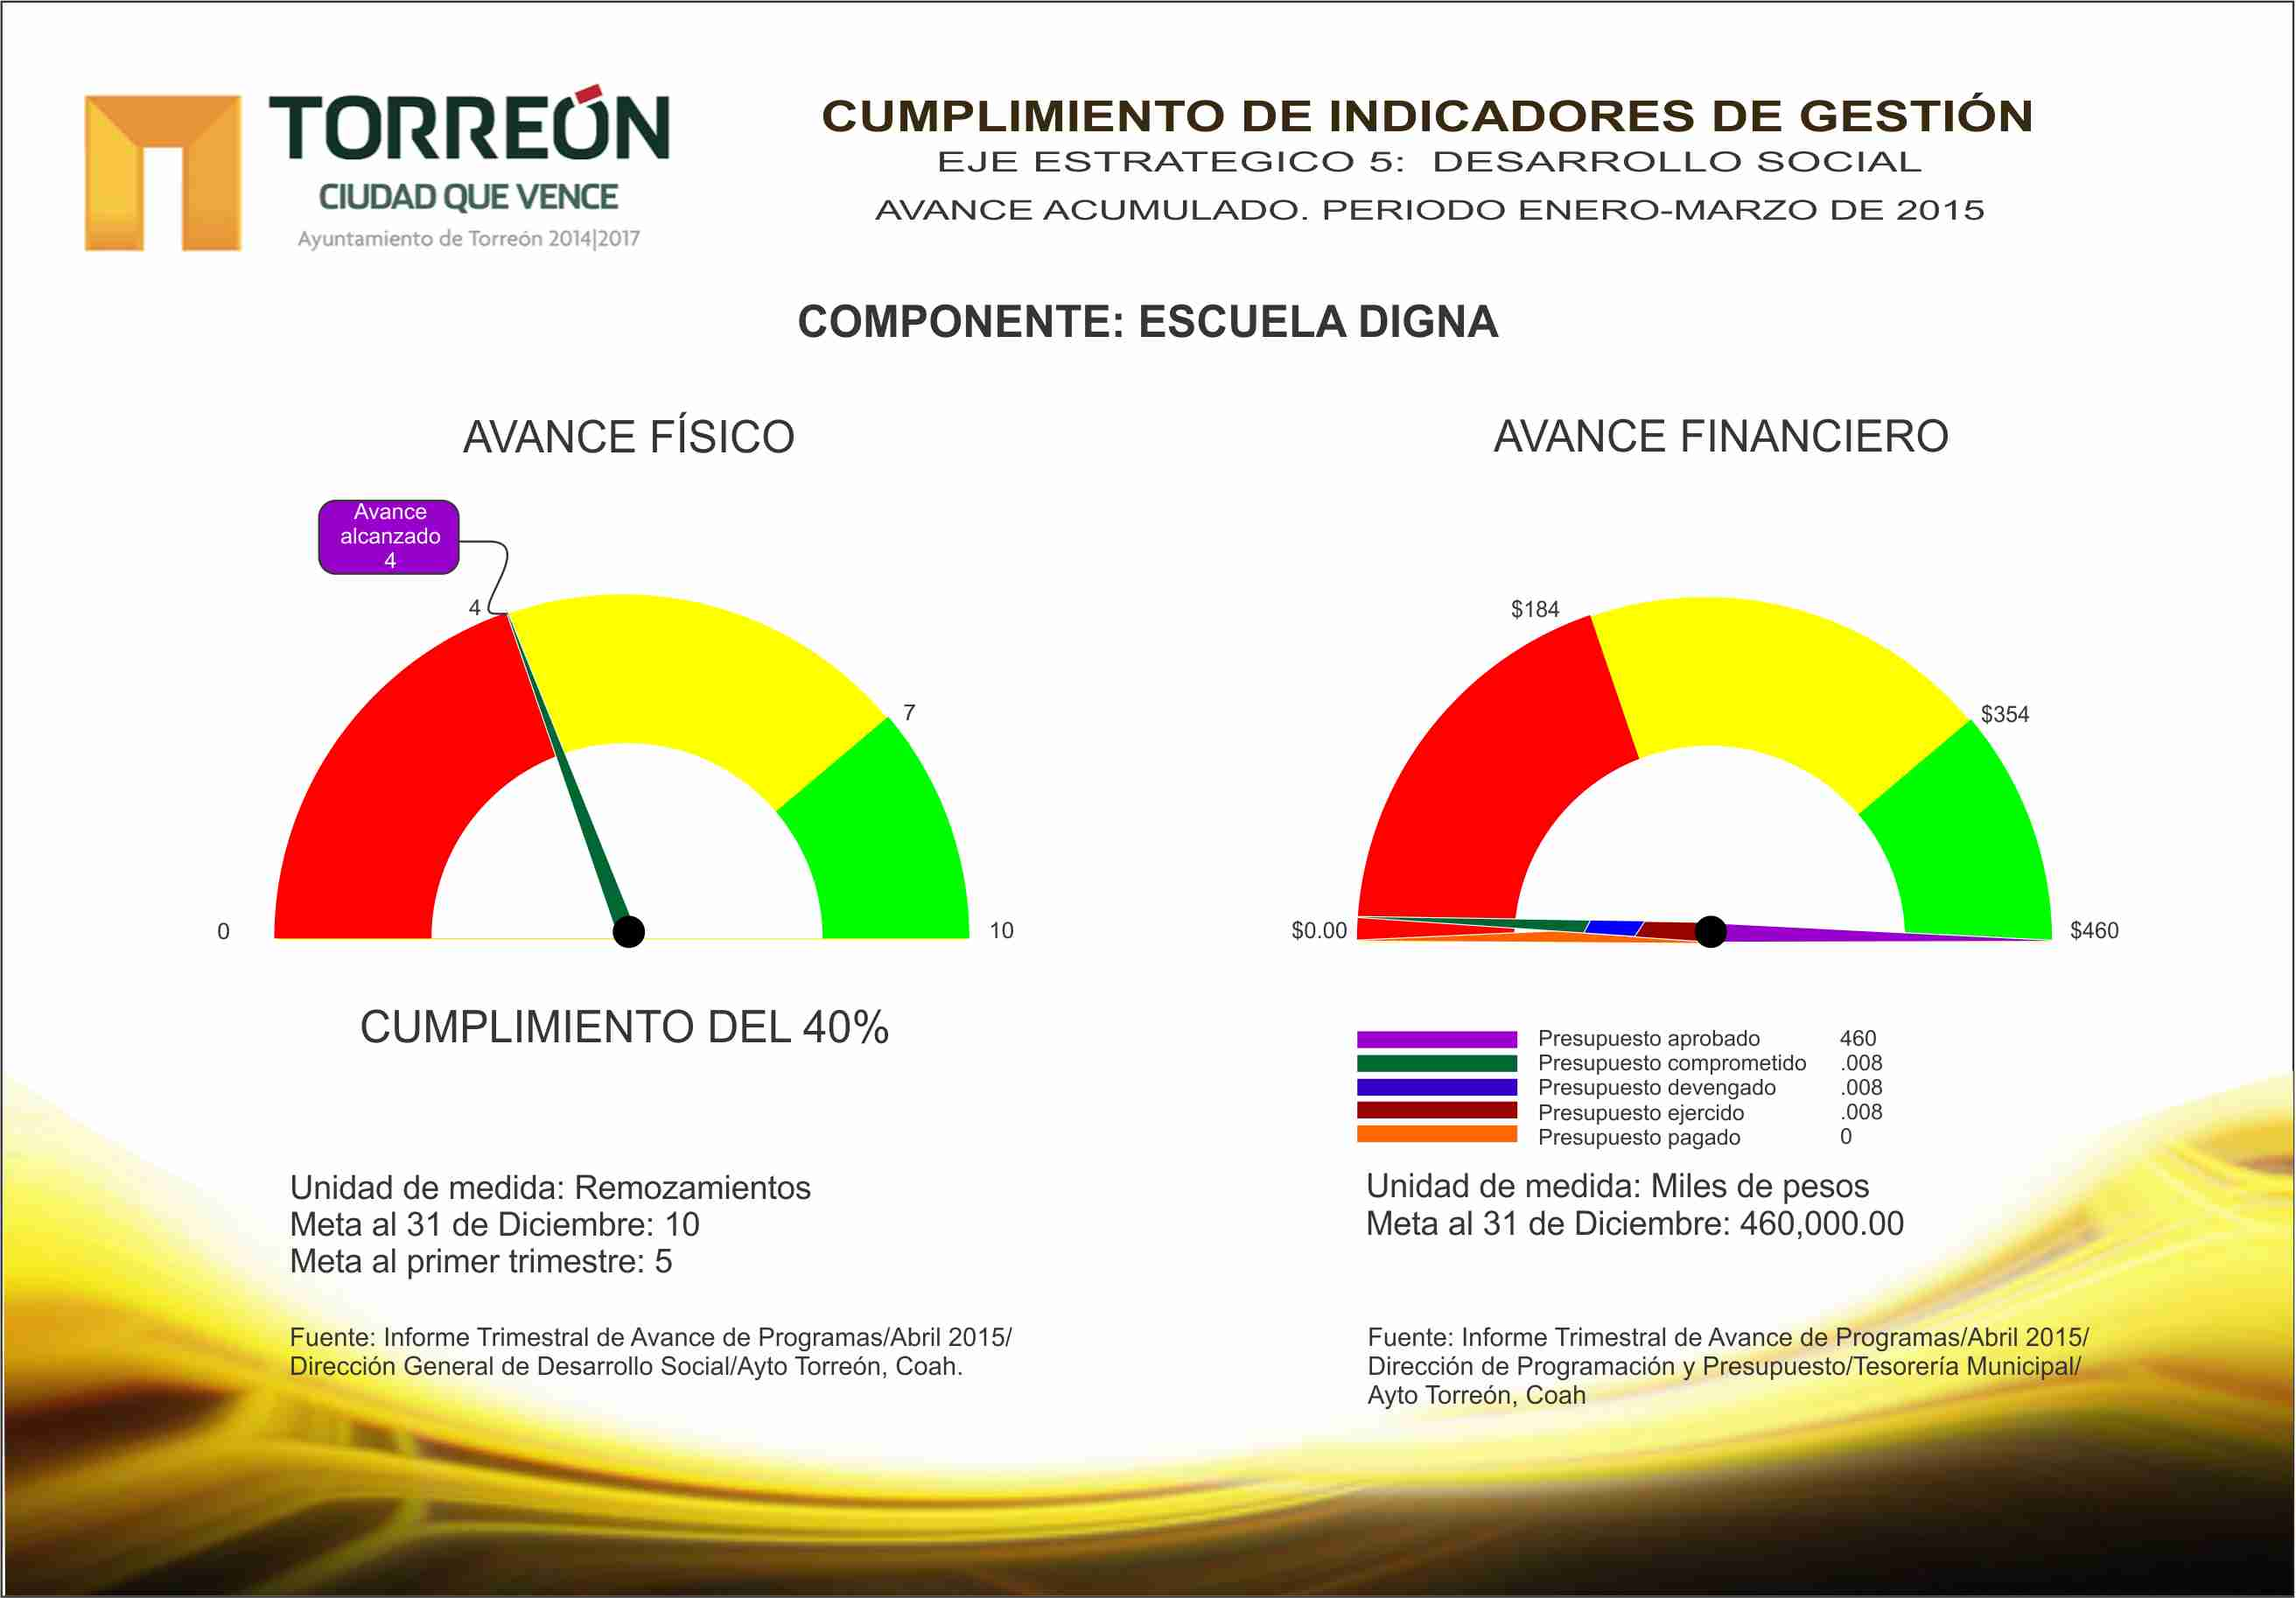 TORREÓN
CIUDAD QUE VENCE
Ayuntamiento de Torreón 2014|2017
CUMPLIMIENTO DE INDICADORES DE GESTIÓN
EJE ESTRATEGICO 5: DESARROLLO SOCIAL
AVANCE ACUMULADO. PERIODO ENERO-MARZO DE 2015
COMPONENTE: ESCUELA DIGNA
AVANCE FÍSICO
Avance
alcanzado
4
4
7
0
10
CUMPLIMIENTO DEL 40%
Unidad de medida: Remozamientos
Meta al 31 de Diciembre: 10
Meta al primer trimestre: 5
Fuente: Informe Trimestral de Avance de Programas/Abril 2015/
Dirección General de Desarrollo Social/Ayto Torreón, Coah.
AVANCE FINANCIERO
$184
$354
$0.00
$460
Presupuesto aprobado 460
Presupuesto comprometido .008
Presupuesto devengado .008
Presupuesto ejercido .008
Presupuesto pagado 0
Unidad de medida: Miles de pesos
Meta al 31 de Diciembre: 460,000.00
Fuente: Informe Trimestral de Avance de Programas/Abril 2015/
Dirección de Programación y Presupuesto/Tesorería Municipal/
Ayto Torreón, Coah